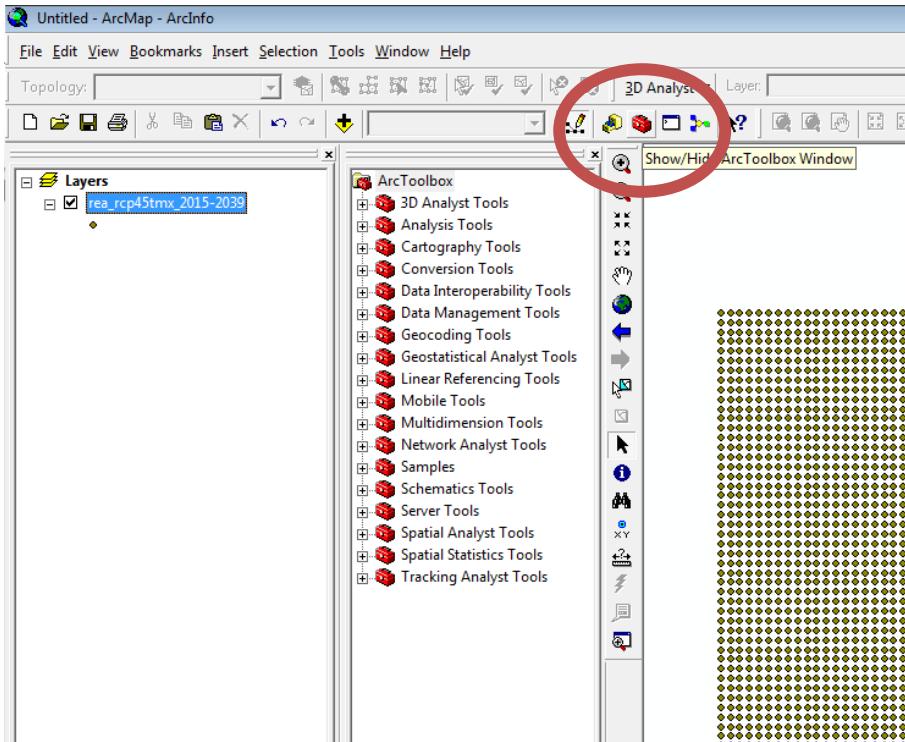 Untitled - ArcMap - ArcInfo
File Edit View Bookmarks Insert Selection Tools Window Help
Topology:
3D Analyst
Layer:
Show/Hide ArcToolbox Window
Layers
rea_rcp45tmx_2015-2039
ArcToolbox
3D Analyst Tools
Analysis Tools
Cartography Tools
Conversion Tools
Data Interoperability Tools
Data Management Tools
Geocoding Tools
Geostatistical Analyst Tools
Linear Referencing Tools
Mobile Tools
Multidimension Tools
Network Analyst Tools
Samples
Schematics Tools
Server Tools
Spatial Analyst Tools
Spatial Statistics Tools
Tracking Analyst Tools
XY